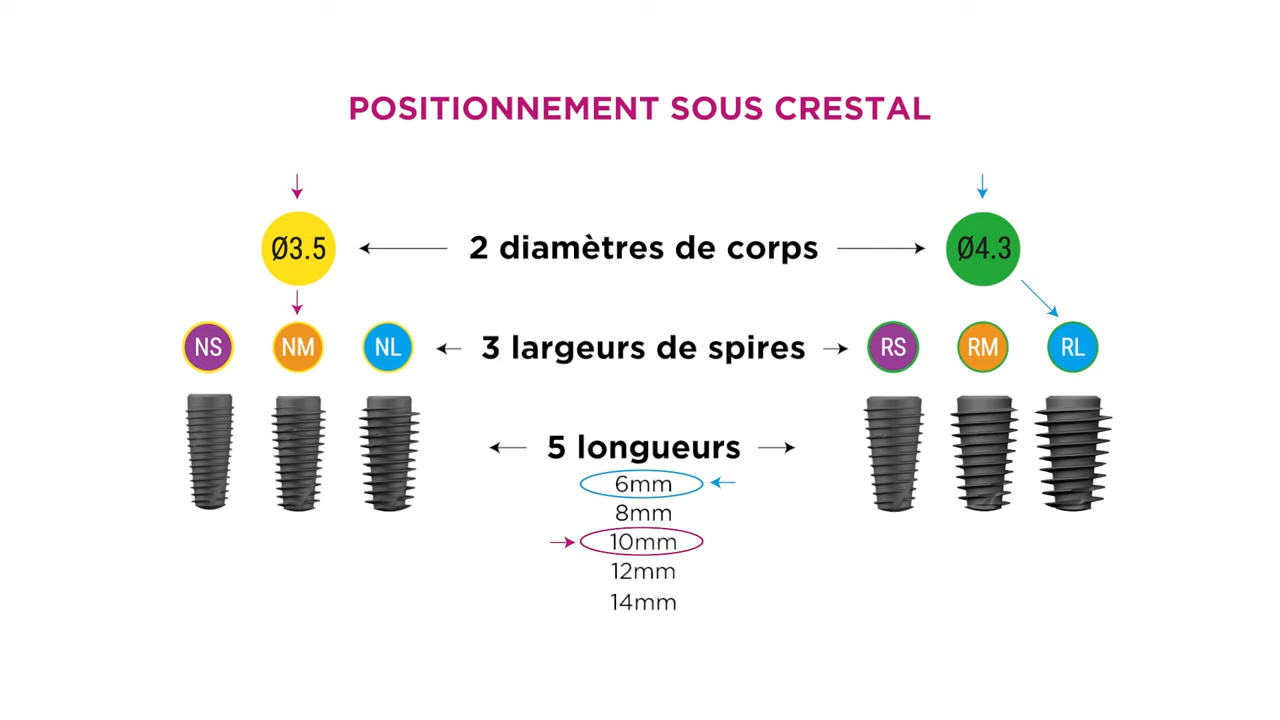 POSITIONNEMENT SOUS CRESTAL
Ø3.5
2 diamètres de corps
Ø4.3
NS
NM
NL
3 largeurs de spires
RS
RM
RL
5 longueurs
6mm
8mm
10mm
12mm
14mm